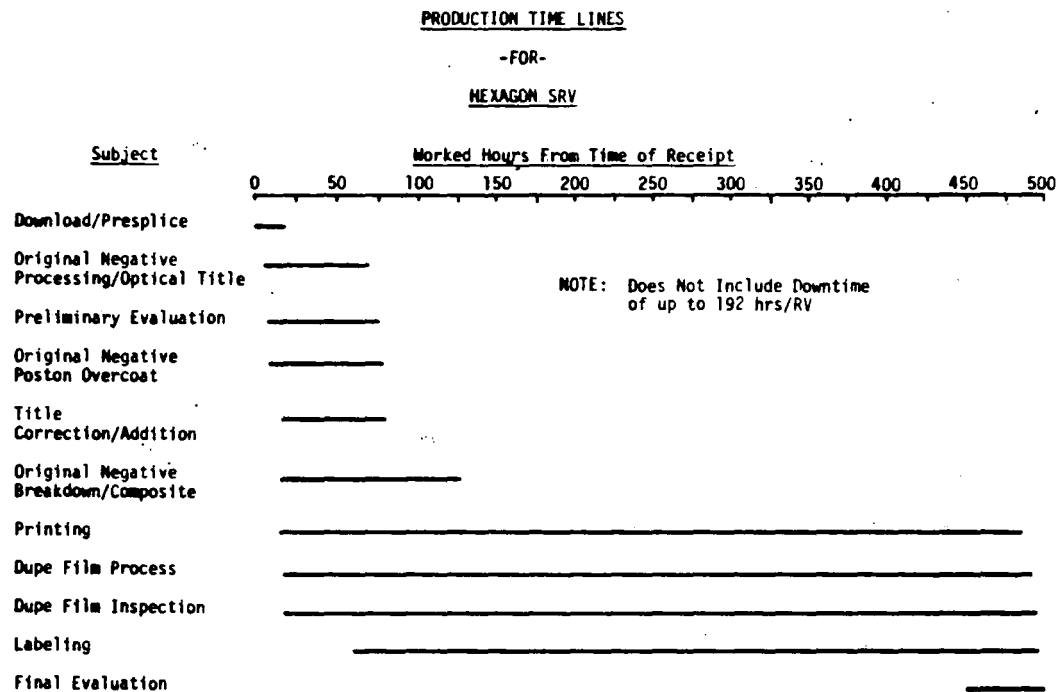 PRODUCTION TIME LINES
-FOR-
HEXAGON SRV
Subject
Worked Hours From Time of Receipt
0 50 100 150 200 250 300 350 400 450 500
Download/Presplice
Original Negative
Processing/Optical Title
NOTE: Does Not Include Downtime
of up to 192 hrs/RV
Preliminary Evaluation
Original Negative
Poston Overcoat
Title
Correction/Addition
Original Negative
Breakdown/Composite
Printing
Dupe Film Process
Dupe Film Inspection
Labeling
Final Evaluation